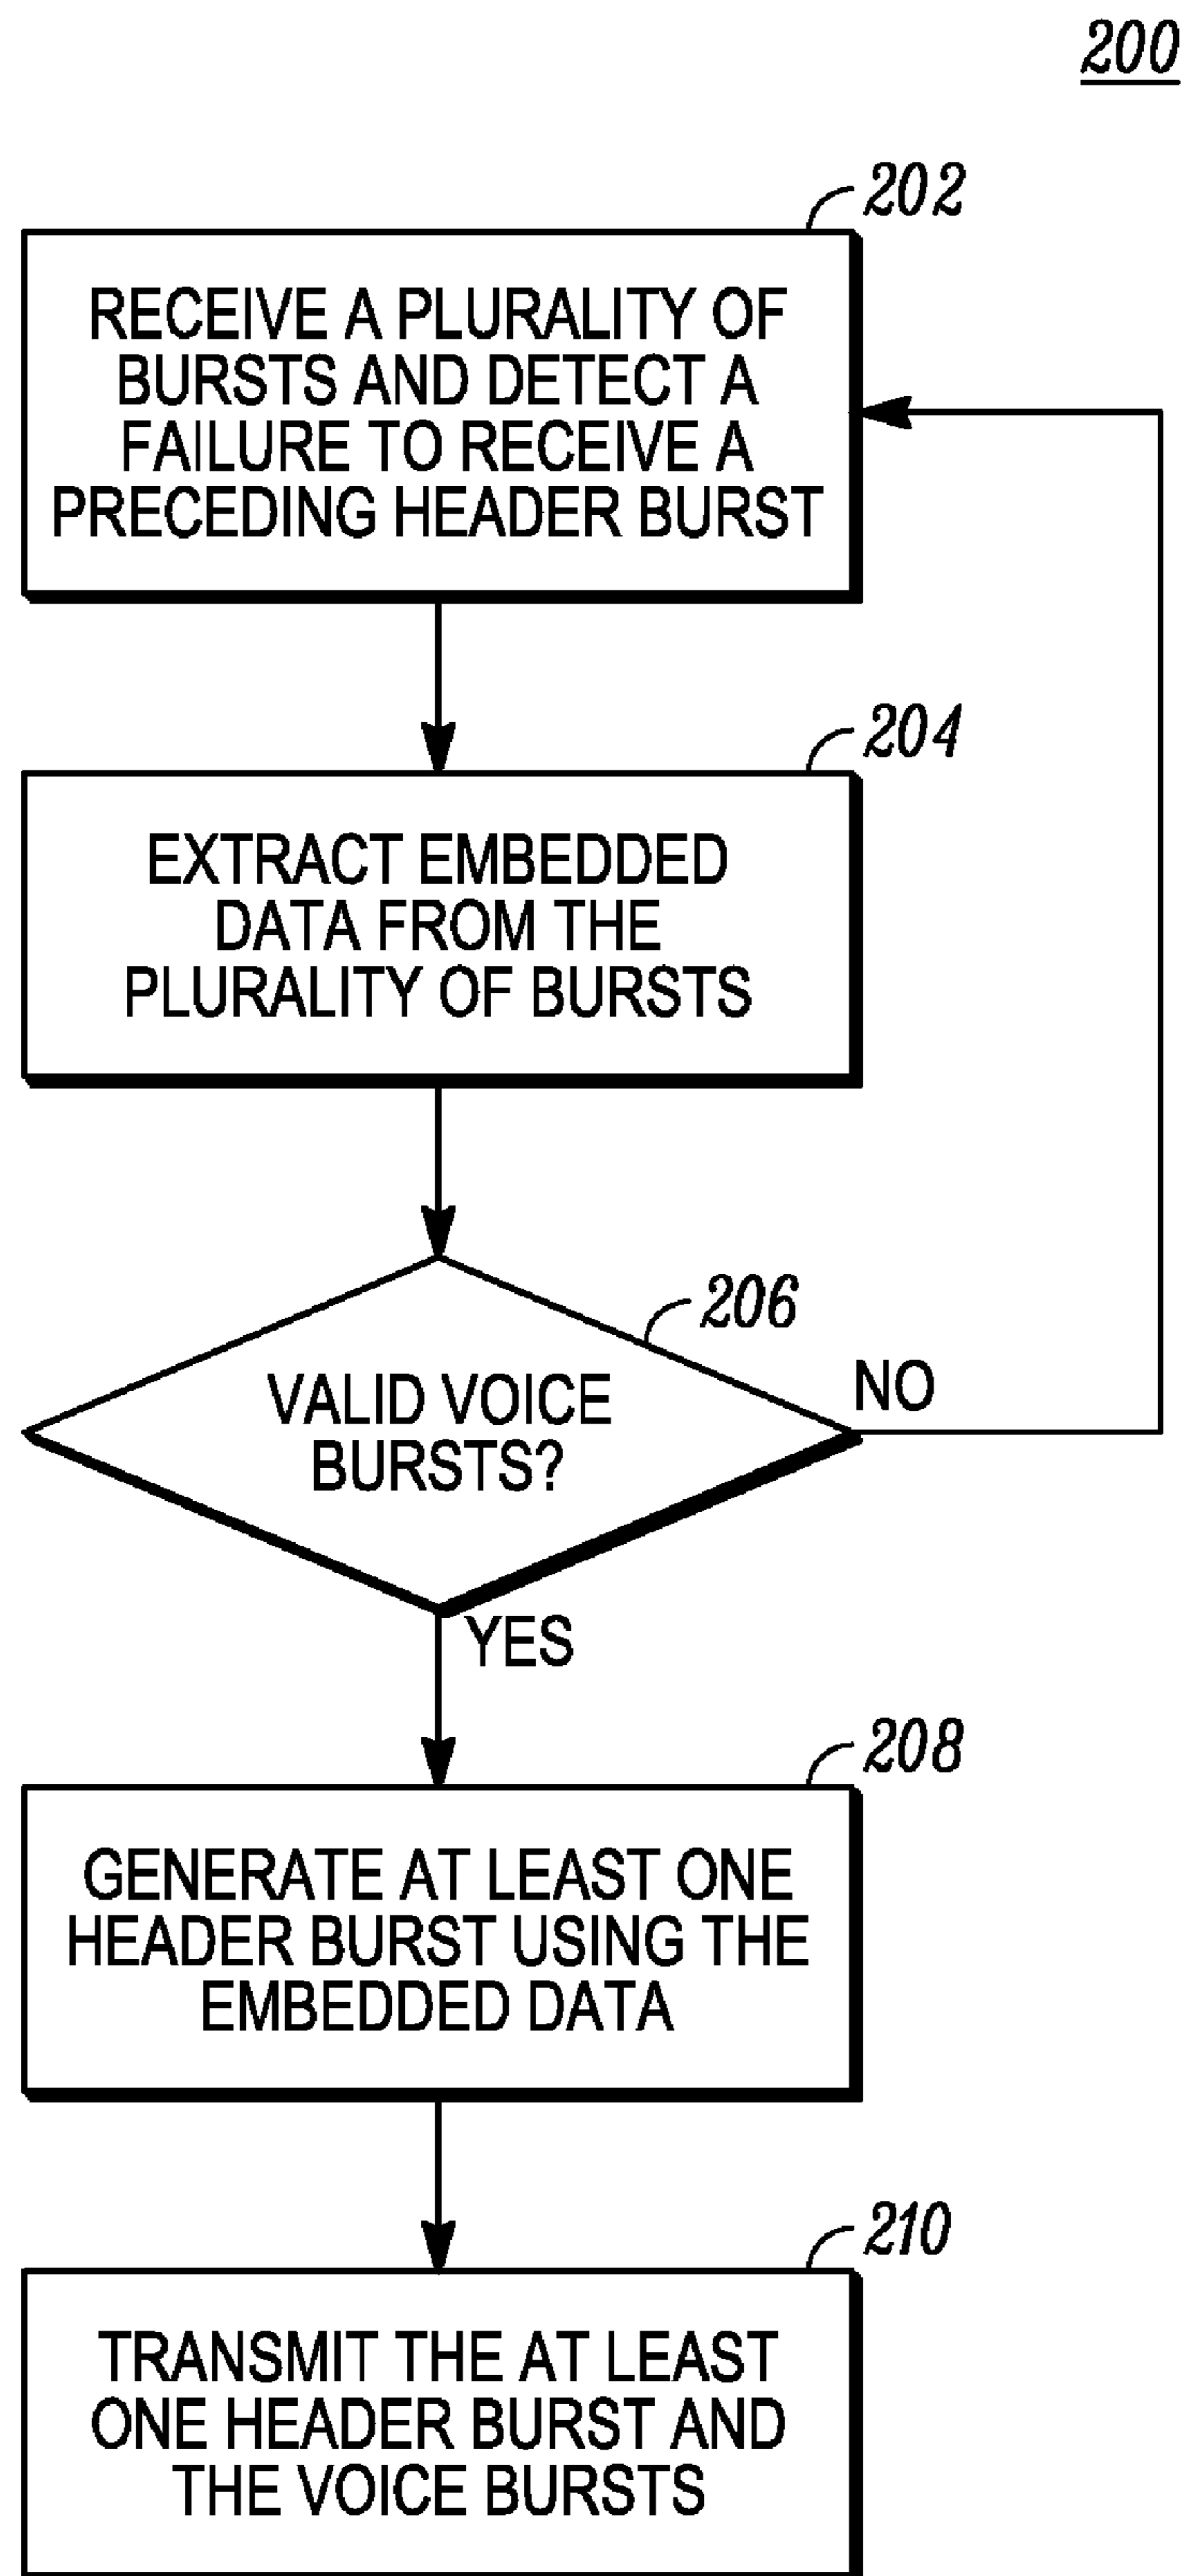 200
202
RECEIVE A PLURALITY OF
BURSTS AND DETECT A
FAILURE TO RECEIVE A
PRECEDING HEADER BURST
204
EXTRACT EMBEDDED
DATA FROM THE
PLURALITY OF BURSTS
206
VALID VOICE
BURSTS?
NO
YES
208
GENERATE AT LEAST ONE
HEADER BURST USING THE
EMBEDDED DATA
210
TRANSMIT THE AT LEAST
ONE HEADER BURST AND
THE VOICE BURSTS